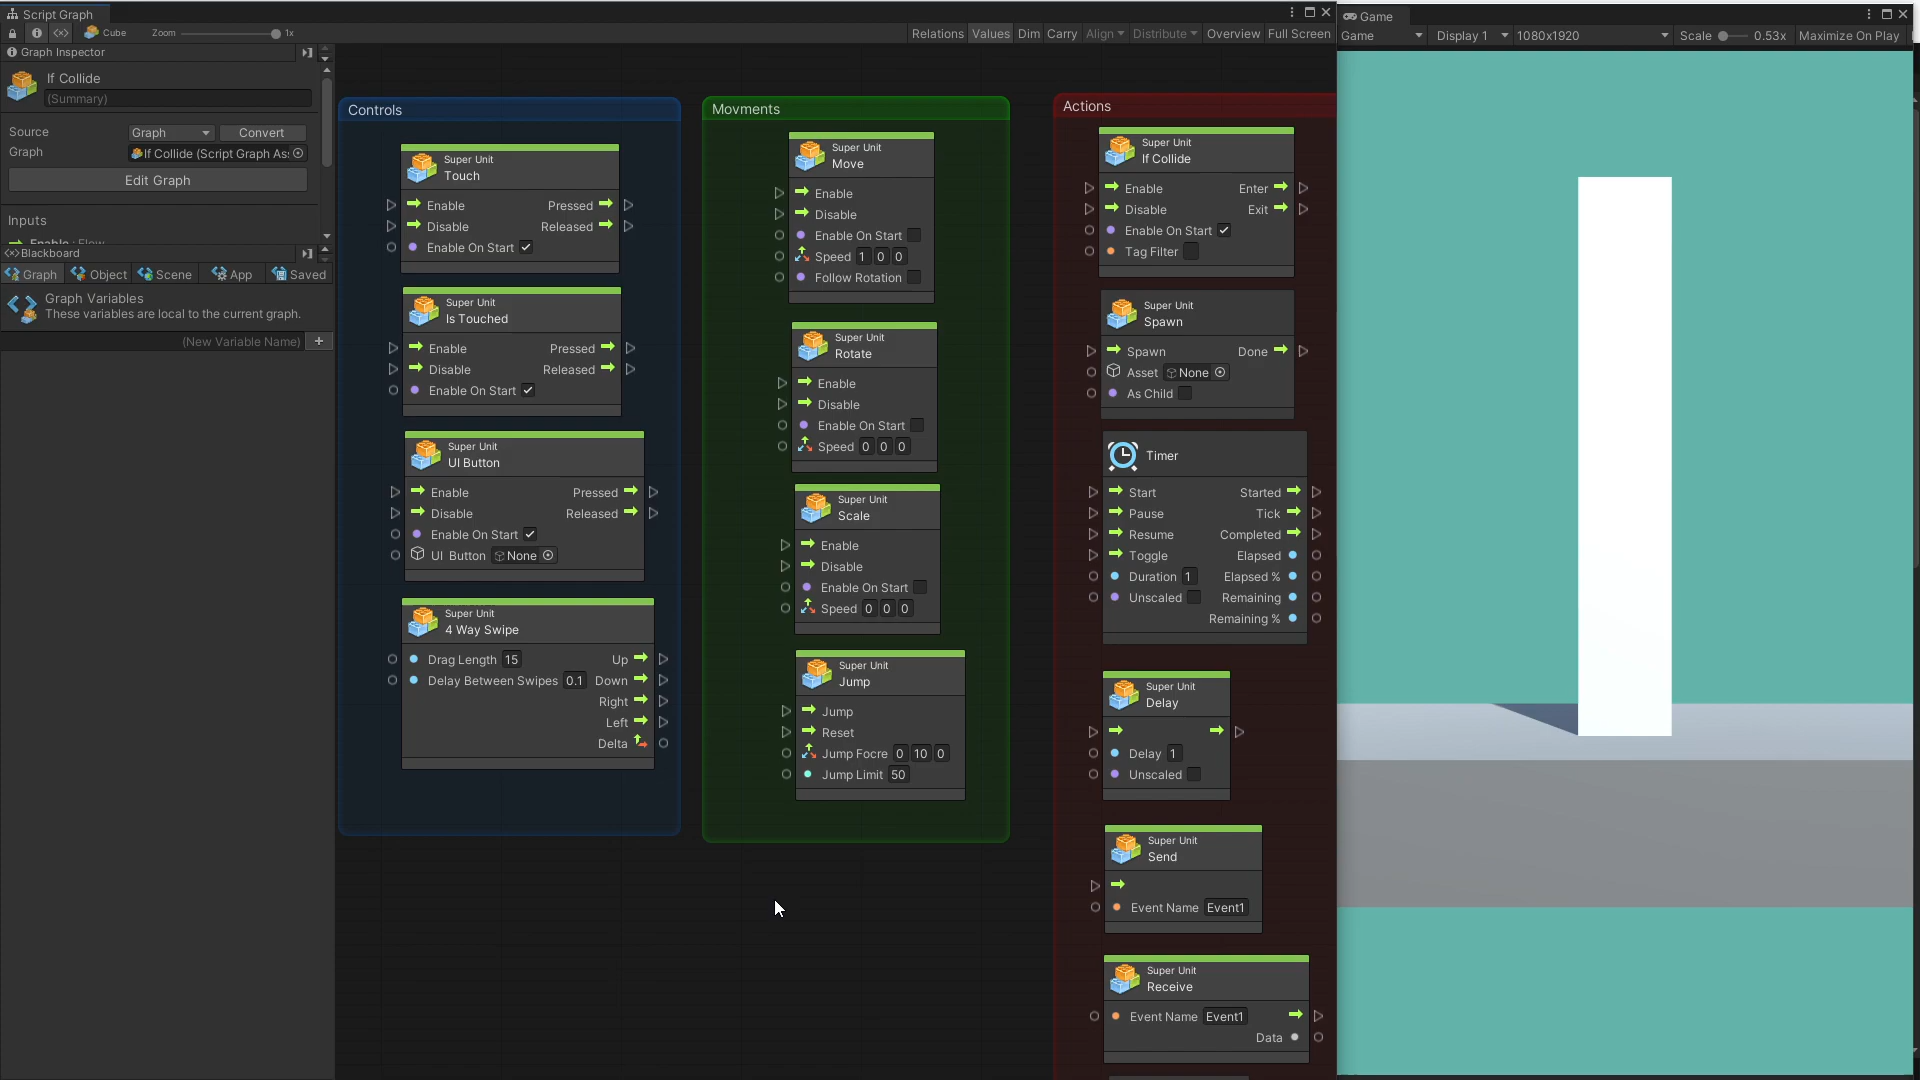 Script Graph
Cube
Zoom
1x
Relations
Values
Dim
Carry
Align
Distribute
Overview
Full Screen
Graph Inspector
If Collide
(Summary)
Source
Graph
Convert
Graph
If Collide (Script Graph As
Edit Graph
Inputs
Enable : Flow
Blackboard
Graph
Object
Scene
App
Saved
Graph Variables
These variables are local to the current graph.
(New Variable Name)
+
Controls
Super Unit
Touch
Enable
Pressed
Disable
Released
Enable On Start
Super Unit
Is Touched
Enable
Pressed
Disable
Released
Enable On Start
Super Unit
UI Button
Enable
Pressed
Disable
Released
Enable On Start
UI Button
None
Super Unit
4 Way Swipe
Drag Length 15
Up
Delay Between Swipes 0.1
Down
Right
Left
Delta
Movments
Super Unit
Move
Enable
Disable
Enable On Start
Speed 1 0 0
Follow Rotation
Super Unit
Rotate
Enable
Disable
Enable On Start
Speed 0 0 0
Super Unit
Scale
Enable
Disable
Enable On Start
Speed 0 0 0
Super Unit
Jump
Jump
Reset
Jump Focre 0 10 0
Jump Limit 50
Actions
Super Unit
If Collide
Enable
Enter
Disable
Exit
Enable On Start
Tag Filter
Super Unit
Spawn
Spawn
Done
Asset
None
As Child
Timer
Start
Started
Pause
Tick
Resume
Completed
Toggle
Elapsed
Duration 1
Elapsed %
Unscaled
Remaining
Remaining %
Super Unit
Delay
Delay 1
Unscaled
Super Unit
Send
Event Name Event1
Super Unit
Receive
Event Name Event1
Data
Game
Game
Display 1
1080x1920
Scale
0.53x
Maximize On Play